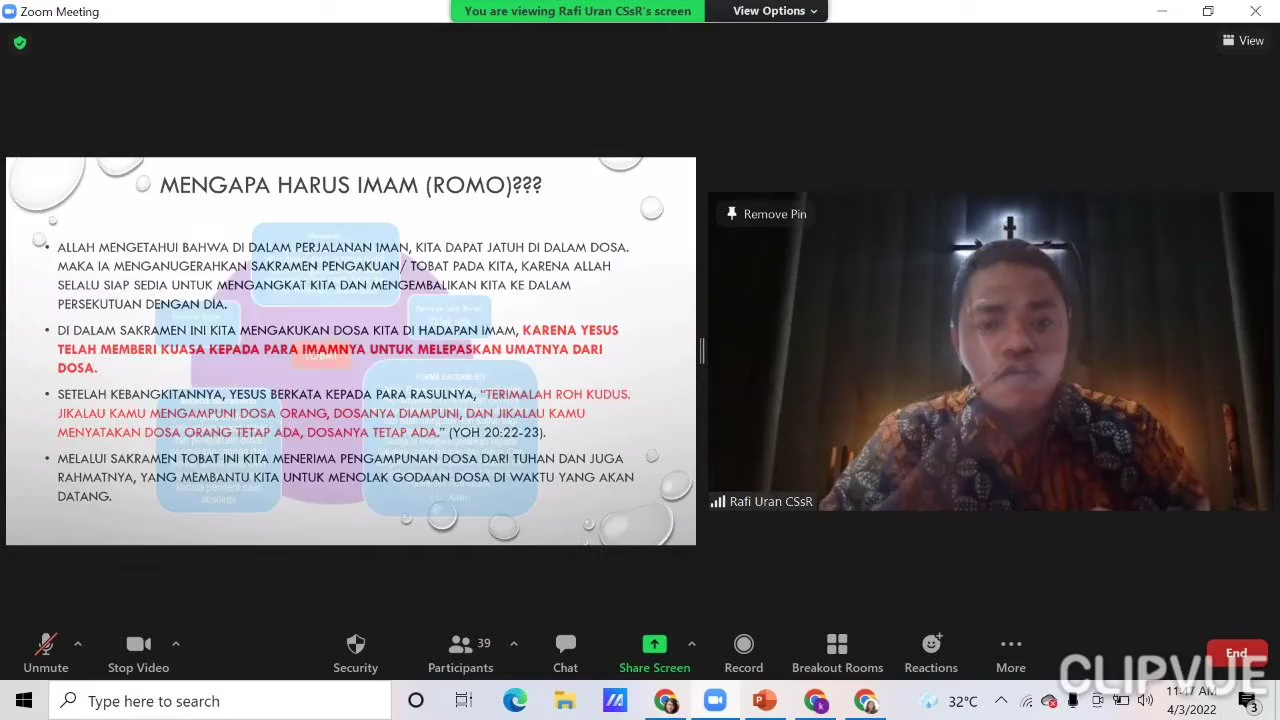 Zoom Meeting
You are viewing Rafi Uran CSsR's screen
View Options
View
MENGAPA HARUS IMAM (ROMO)???
• ALLAH MENGETAHUI BAHWA DI DALAM PERJALANAN IMAN, KITA DAPAT JATUH DI DALAM DOSA.
MAKA IA MENGANUGERAHKAN SAKRAMEN PENGAKUAN/ TOBAT PADA KITA, KARENA ALLAH
SELALU SIAP SEDIA UNTUK MENGANGKAT KITA DAN MENGEMBALIKAN KITA KE DALAM
PERSEKUTUAN DENGAN DIA.
• DI DALAM SAKRAMEN INI KITA MENGAKUKAN DOSA KITA DI HADAPAN IMAM, KARENA YESUS
TELAH MEMBERI KUASA KEPADA PARA IMAMNYA UNTUK MELEPASKAN UMATNYA DARI
DOSA.
TOBAT
• SETELAH KEBANGKITANNYA, YESUS BERKATA KEPADA PARA RASULNYA, "TERIMALAH ROH KUDUS.
JIKALAU KAMU MENGAMPUNI DOSA ORANG, DOSANYA DIAMPUNI, DAN JIKALAU KAMU
MENYATAKAN DOSA ORANG TETAP ADA, DOSANYA TETAP ADA." (YOH 20:22-23).
• MELALUI SAKRAMEN TOBAT INI KITA MENERIMA PENGAMPUNAN DOSA DARI TUHAN DAN JUGA
RAHMATNYA, YANG MEMBANTU KITA UNTUK MENOLAK GODAAN DOSA DI WAKTU YANG AKAN
DATANG.
absolusi
Remove Pin
Rafi Uran CSsR
Unmute
Stop Video
Security
39
Participants
Chat
Share Screen
Record
Breakout Rooms
Reactions
More
End
CLIPVUE
Type here to search
32°C
11:47 AM
4/3/2022
3